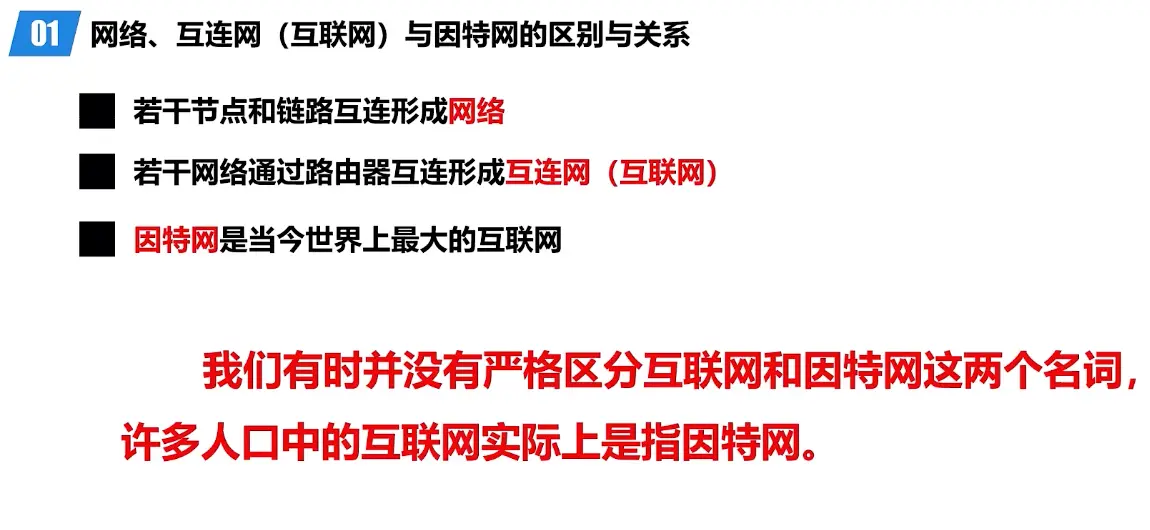 01 网络、互连网（互联网）与因特网的区别与关系
若干节点和链路互连形成网络
若干网络通过路由器互连形成互连网（互联网）
因特网是当今世界上最大的互联网
我们有时并没有严格区分互联网和因特网这两个名词，
许多人口中的互联网实际上是指因特网。